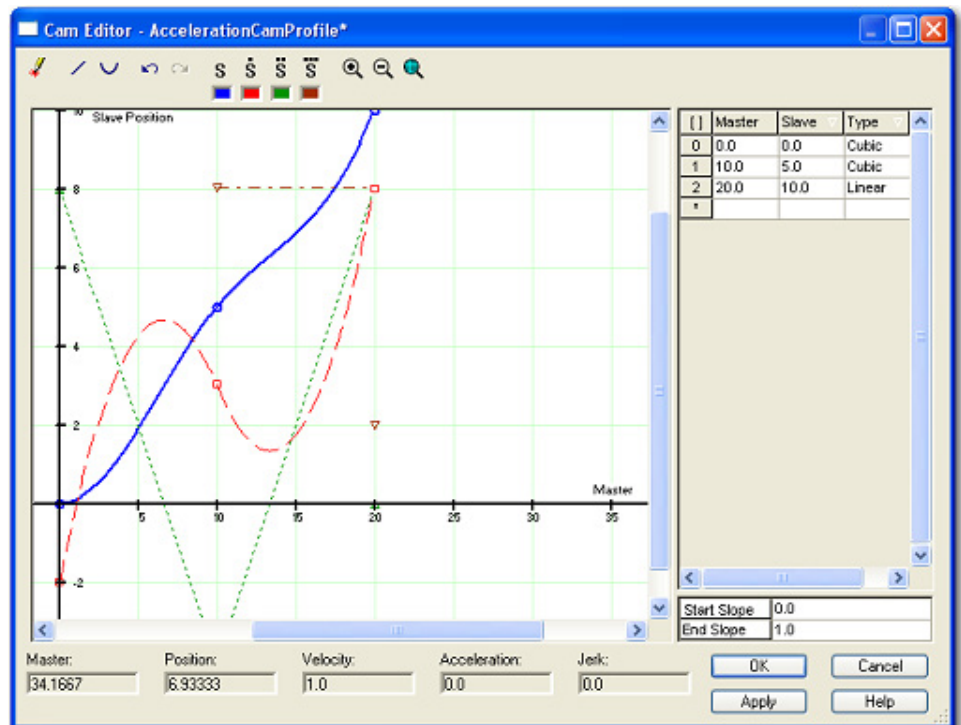 Cam Editor - AccelerationCamProfile*
S Ṡ S̈ S⃛
10 Slave Position
8
6
4
2
-2
5 10 15 20 25 30 35
Master
[ ] Master Slave Type
0 0.0 0.0 Cubic
1 10.0 5.0 Cubic
2 20.0 10.0 Linear
*
Start Slope 0.0
End Slope 1.0
Master: Position: Velocity: Acceleration: Jerk:
34.1667 6.93333 1.0 0.0 0.0
OK Cancel
Apply Help